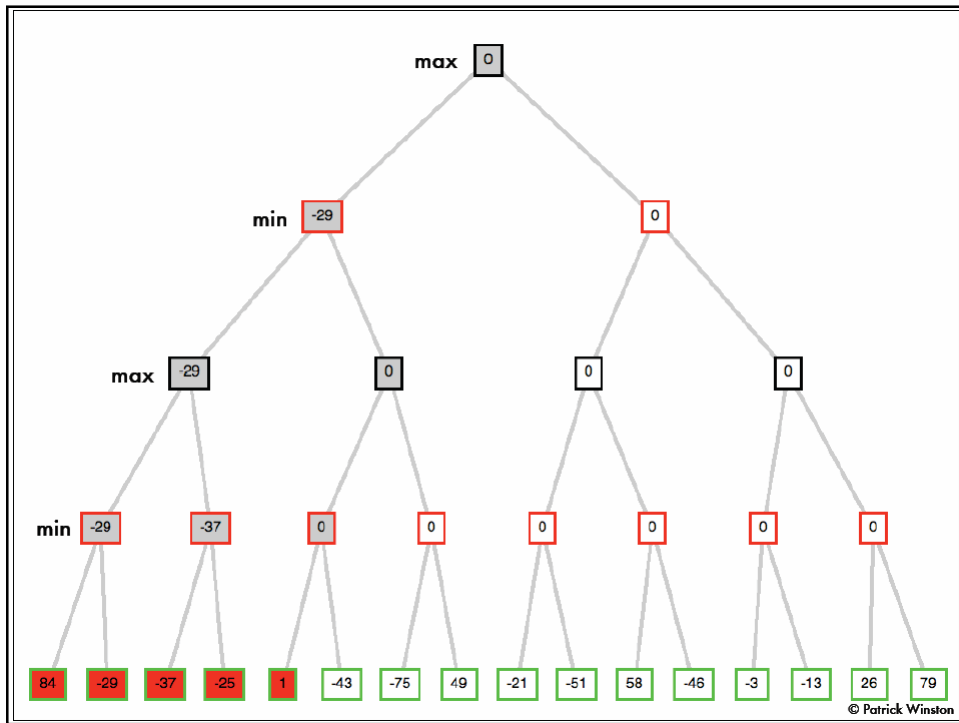 max 0
min -29 0
max -29 0 0 0
min -29 -37 0 0 0 0 0 0
84 -29 -37 -25 1 -43 -75 49 -21 -51 58 -46 -3 -13 26 79
© Patrick Winston